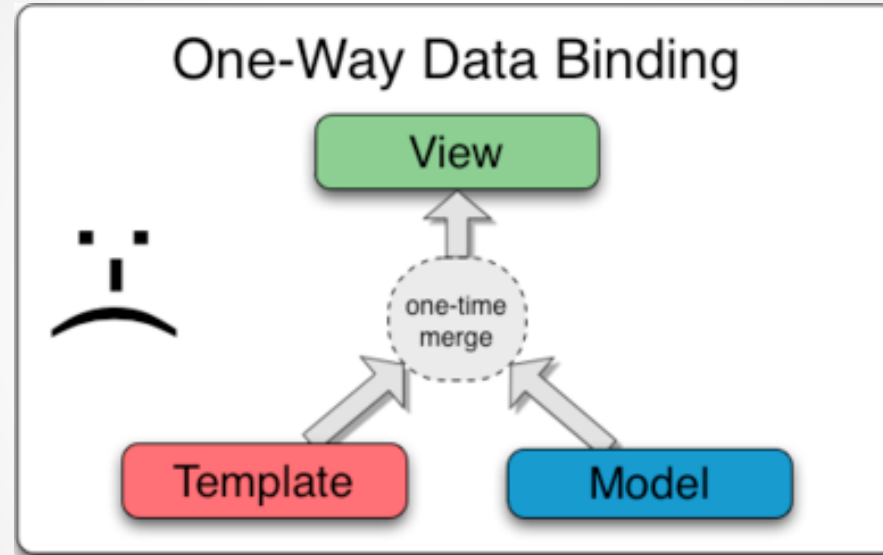 One-Way Data Binding
View
one-time
merge
Template
Model